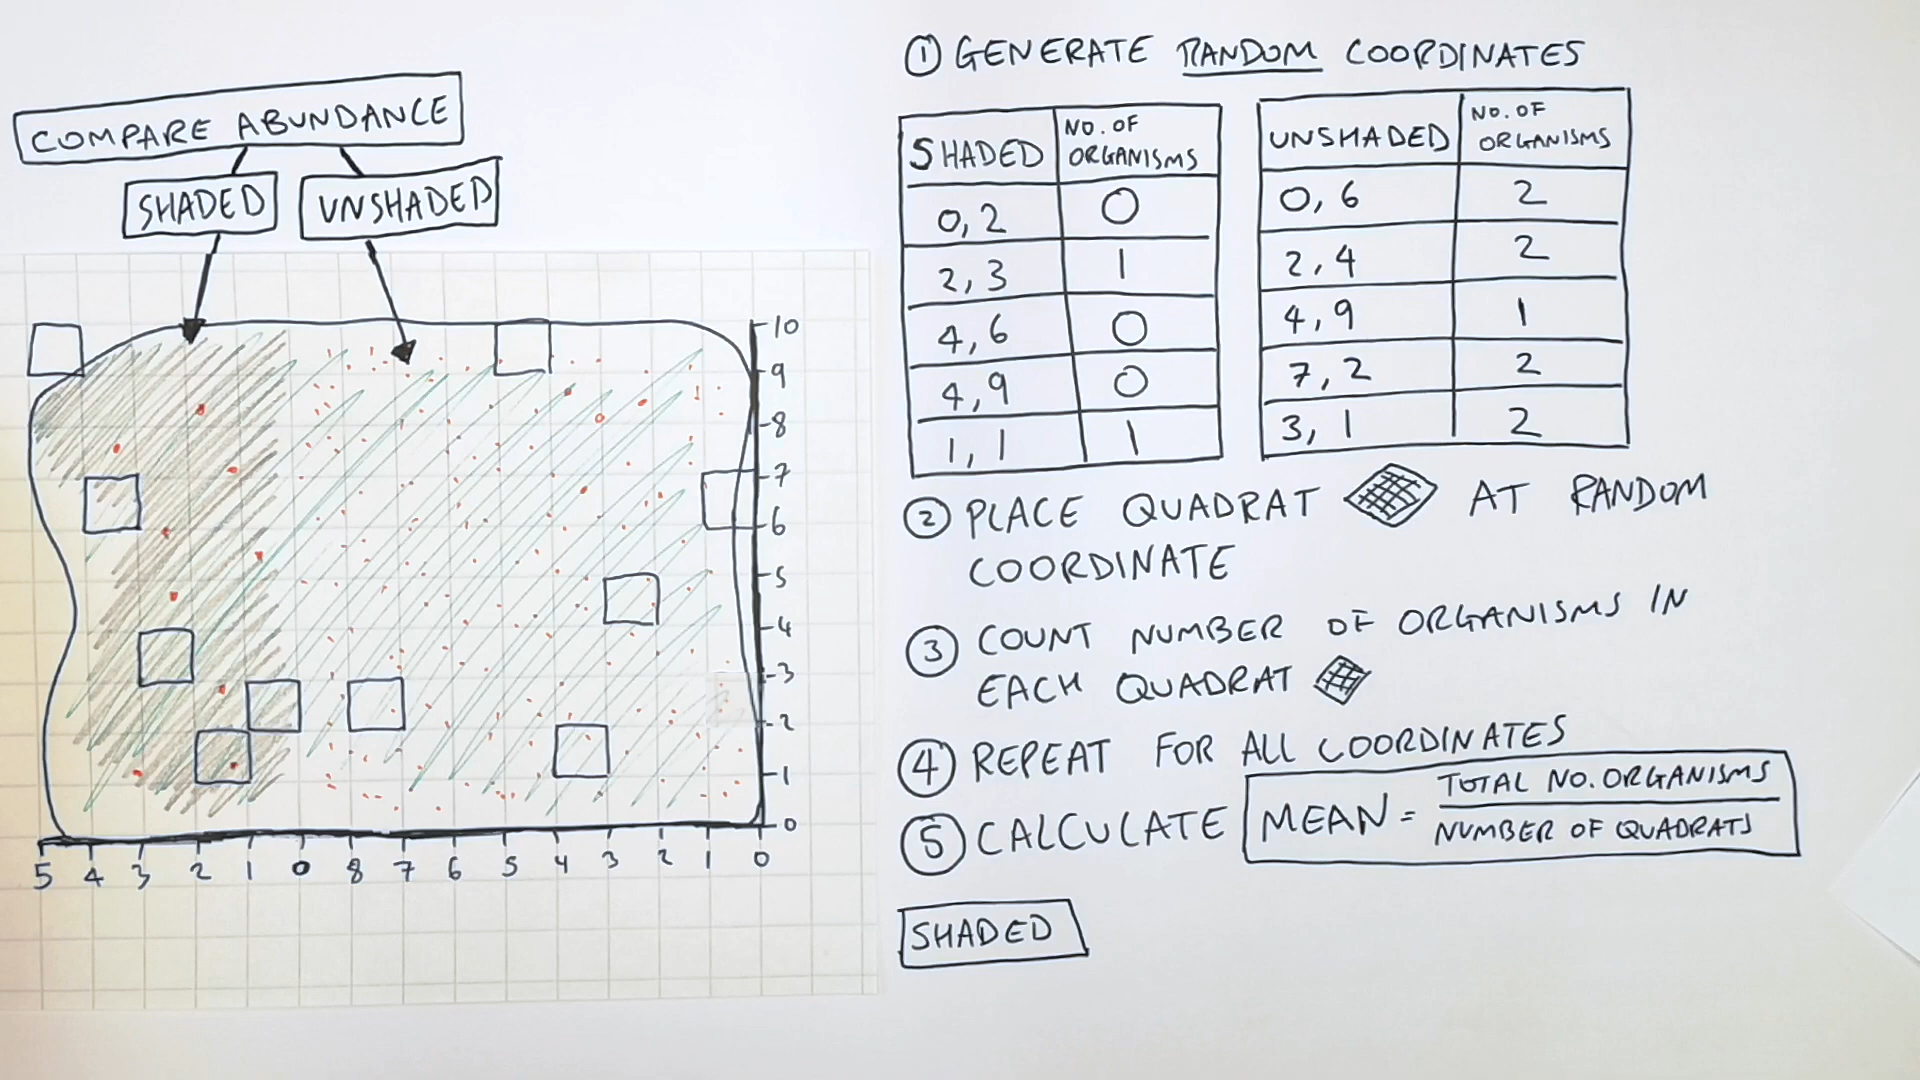 COMPARE ABUNDANCE
SHADED
UNSHADED
10
9
8
7
6
5
4
3
2
1
0
5 4 3 2 1 0 8 7 6 5 4 3 2 1 0
① GENERATE RANDOM COORDINATES
SHADED NO. OF ORGANISMS
0, 2 0
2, 3 1
4, 6 0
4, 9 0
1, 1 1
UNSHADED NO. OF ORGANISMS
0, 6 2
2, 4 2
4, 9 1
7, 2 2
3, 1 2
② PLACE QUADRAT AT RANDOM
COORDINATE
③ COUNT NUMBER OF ORGANISMS IN
EACH QUADRAT
④ REPEAT FOR ALL COORDINATES
⑤ CALCULATE MEAN = TOTAL NO. ORGANISMS
NUMBER OF QUADRATS
SHADED